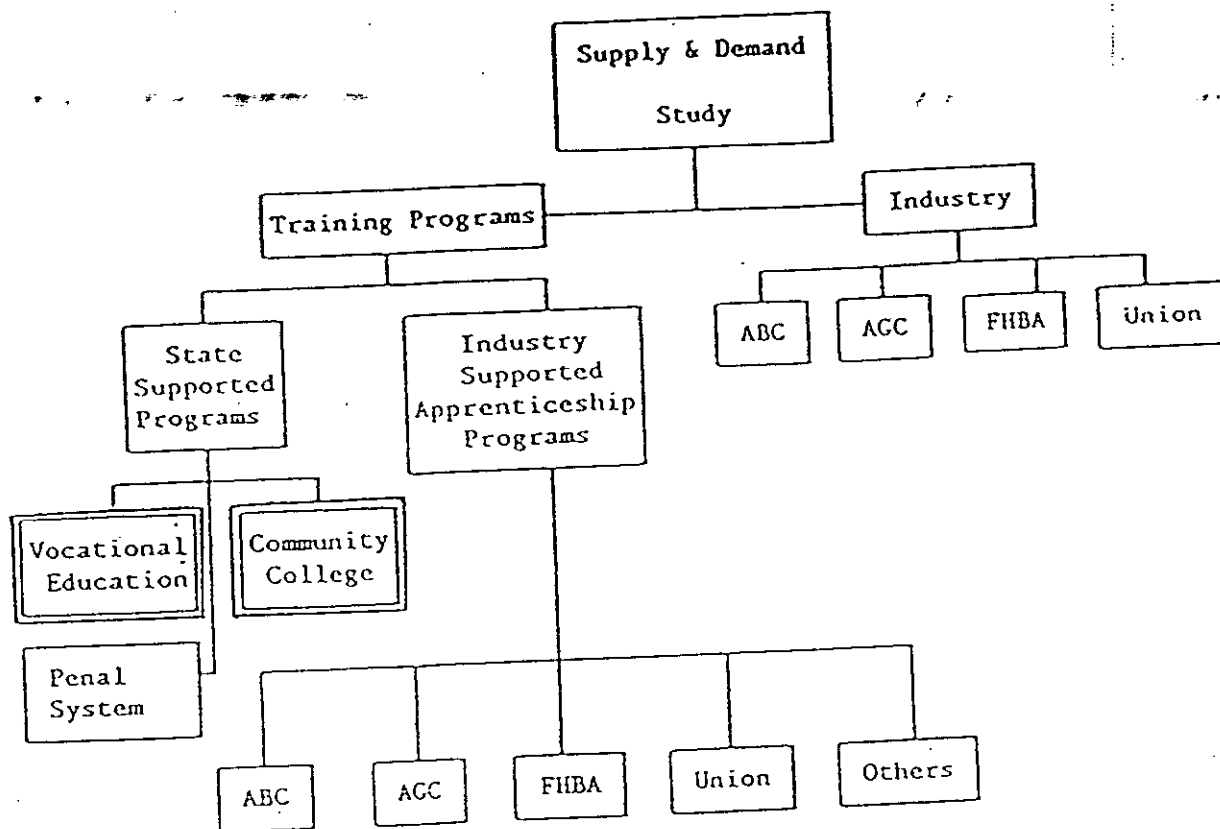 Supply & Demand
Study
Training Programs
Industry
ABC
AGC
FHBA
Union
State
Supported
Programs
Industry
Supported
Apprenticeship
Programs
Vocational
Education
Community
College
Penal
System
ABC
AGC
FHBA
Union
Others